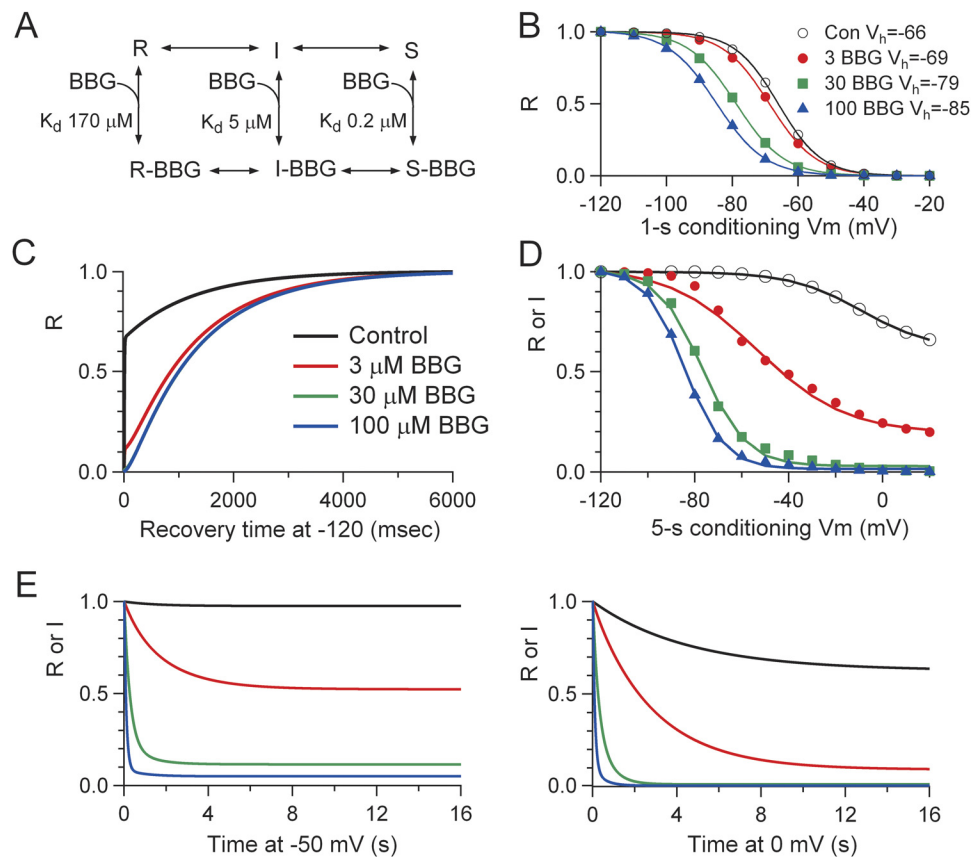 A
R I S
BBG BBG BBG
Kd 170 μM Kd 5 μM Kd 0.2 μM
R-BBG I-BBG S-BBG
B
R
1.0
0.5
0.0
-120 -100 -80 -60 -40 -20
1-s conditioning Vm (mV)
Con Vh=-66
3 BBG Vh=-69
30 BBG Vh=-79
100 BBG Vh=-85
C
R
1.0
0.5
0.0
0 2000 4000 6000
Recovery time at -120 (msec)
Control
3 μM BBG
30 μM BBG
100 μM BBG
D
R or I
1.0
0.5
0.0
-120 -80 -40 0
5-s conditioning Vm (mV)
E
R or I
1.0
0.5
0.0
0 4 8 12 16
Time at -50 mV (s)
R or I
1.0
0.5
0.0
0 4 8 12 16
Time at 0 mV (s)